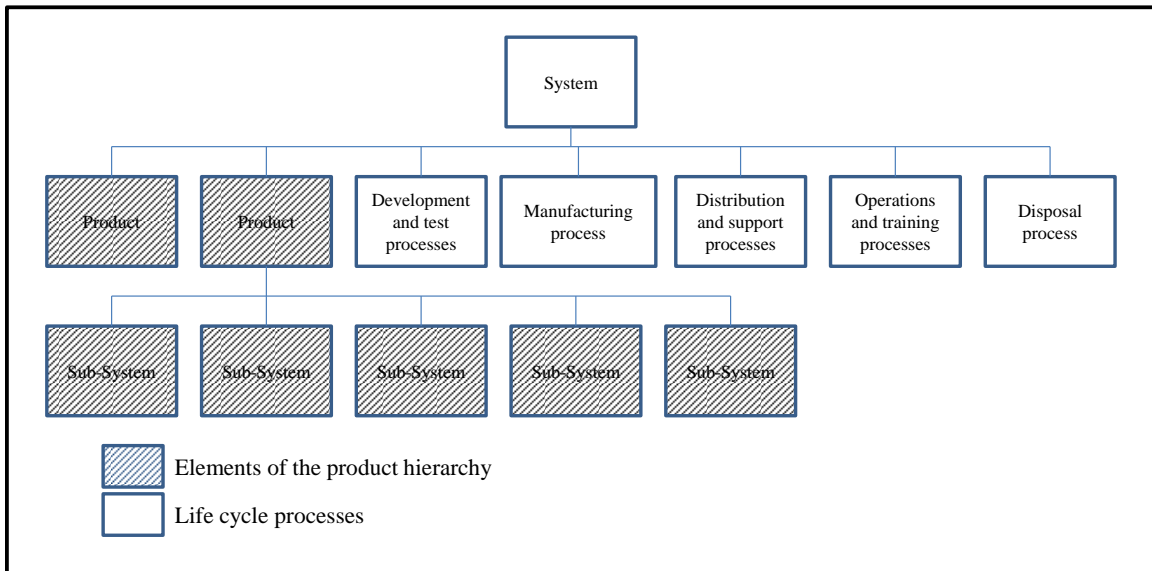 System
Product
Product
Development
and test
processes
Manufacturing
process
Distribution
and support
processes
Operations
and training
processes
Disposal
process
Sub-System
Sub-System
Sub-System
Sub-System
Sub-System
Elements of the product hierarchy
Life cycle processes